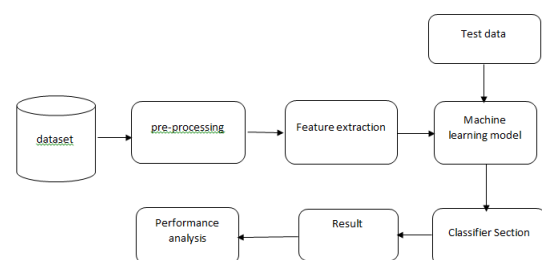 Test data
dataset
pre-processing
Feature extraction
Machine
learning model
Performance
analysis
Result
Classifier Section